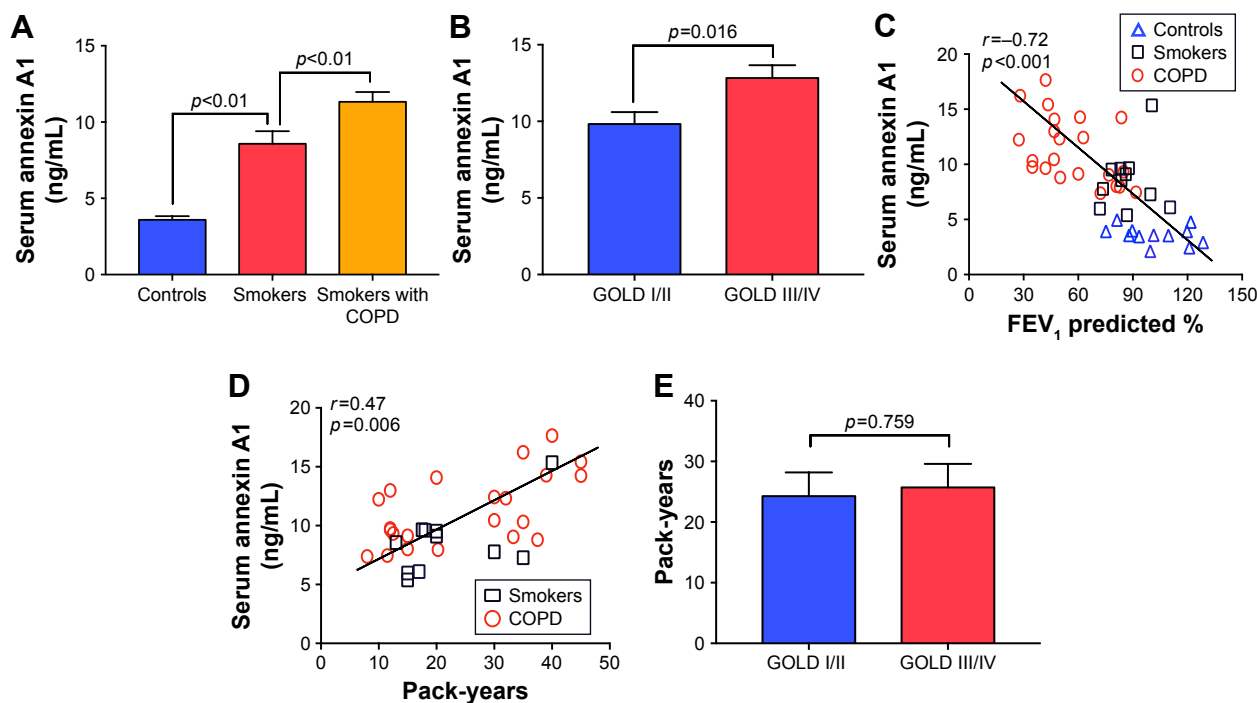 A
Serum annexin A1
(ng/mL)
15
10
5
0
p<0.01
p<0.01
Controls
Smokers
Smokers with
COPD
B
Serum annexin A1
(ng/mL)
15
10
5
0
p=0.016
GOLD I/II
GOLD III/IV
C
Serum annexin A1
(ng/mL)
20
15
10
5
0
r=–0.72
p<0.001
Controls
Smokers
COPD
0
30
60
90
120
150
FEV1 predicted %
D
Serum annexin A1
(ng/mL)
20
15
10
5
0
r=0.47
p=0.006
Smokers
COPD
0
10
20
30
40
50
Pack-years
E
Pack-years
40
30
20
10
0
p=0.759
GOLD I/II
GOLD III/IV